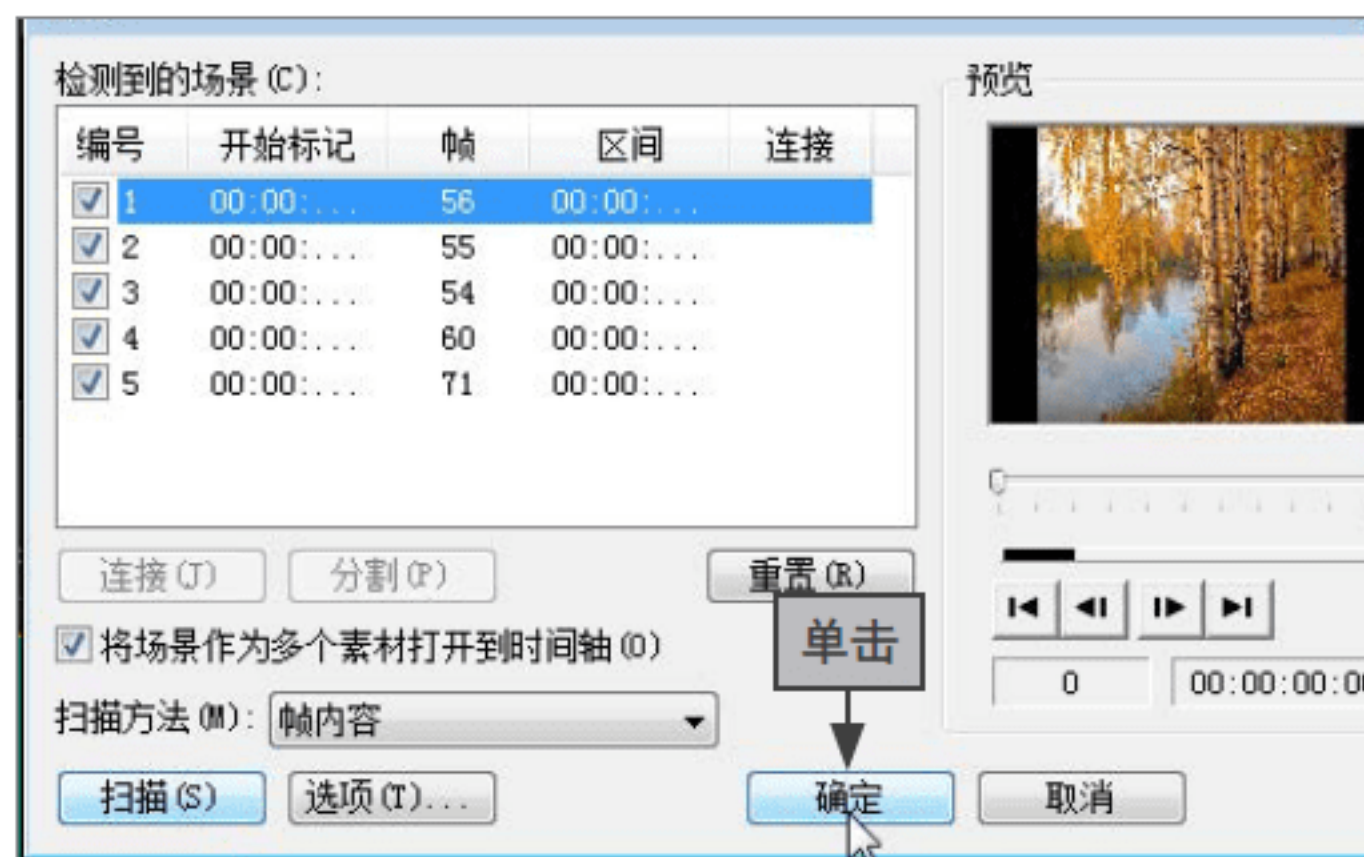 检测到的场景(C):
编号 开始标记 帧 区间 连接
1 00:00:... 56 00:00:...
2 00:00:... 55 00:00:...
3 00:00:... 54 00:00:...
4 00:00:... 60 00:00:...
5 00:00:... 71 00:00:...
连接(J) 分割(P) 重置(R)
将场景作为多个素材打开到时间轴(O)
扫描方法(M): 帧内容
扫描(S) 选项(T)... 确定 取消
单击
预览
0 00:00:00:00